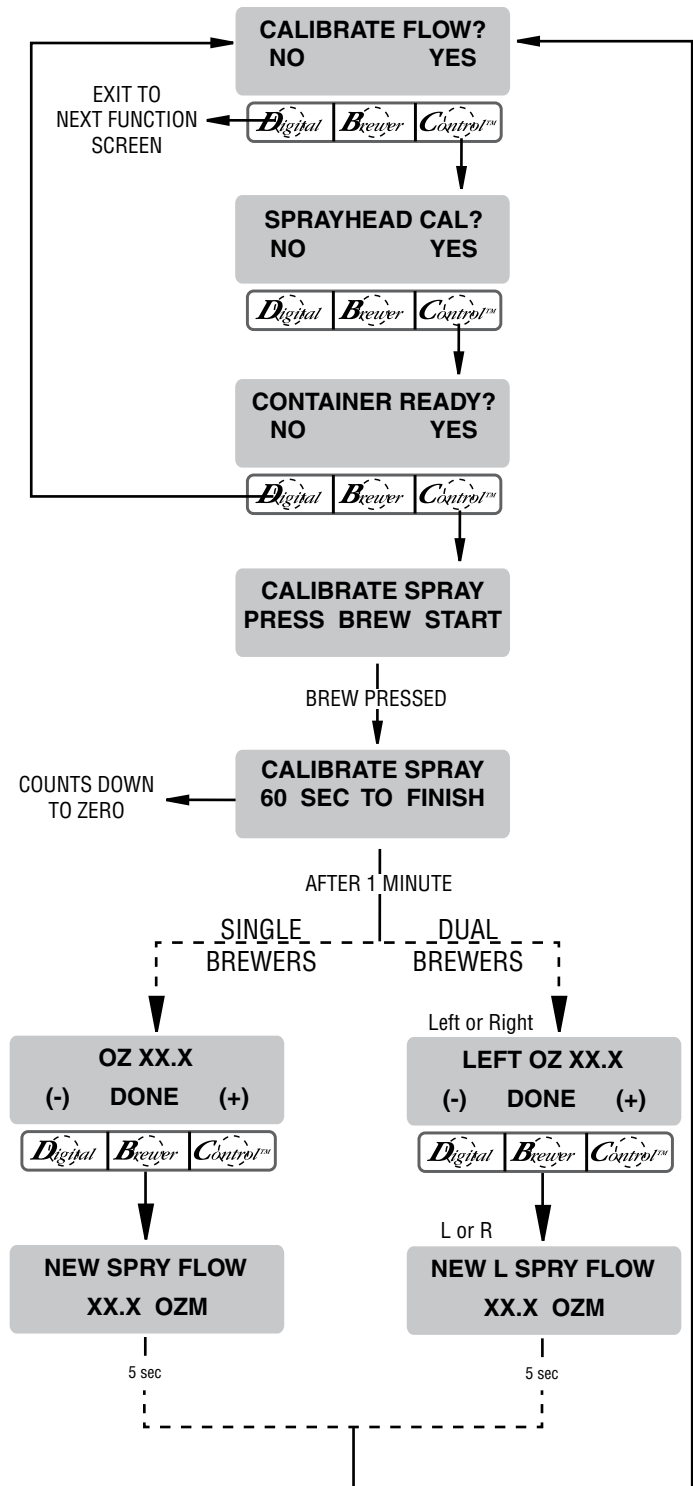 CALIBRATE FLOW?
NO YES
EXIT TO
NEXT FUNCTION
SCREEN
Digital Brewer Control™
SPRAYHEAD CAL?
NO YES
Digital Brewer Control™
CONTAINER READY?
NO YES
Digital Brewer Control™
CALIBRATE SPRAY
PRESS BREW START
BREW PRESSED
CALIBRATE SPRAY
60 SEC TO FINISH
COUNTS DOWN
TO ZERO
AFTER 1 MINUTE
SINGLE
BREWERS
DUAL
BREWERS
OZ XX.X
(-) DONE (+)
Digital Brewer Control™
NEW SPRY FLOW
XX.X OZM
5 sec
Left or Right
LEFT OZ XX.X
(-) DONE (+)
Digital Brewer Control™
L or R
NEW L SPRY FLOW
XX.X OZM
5 sec